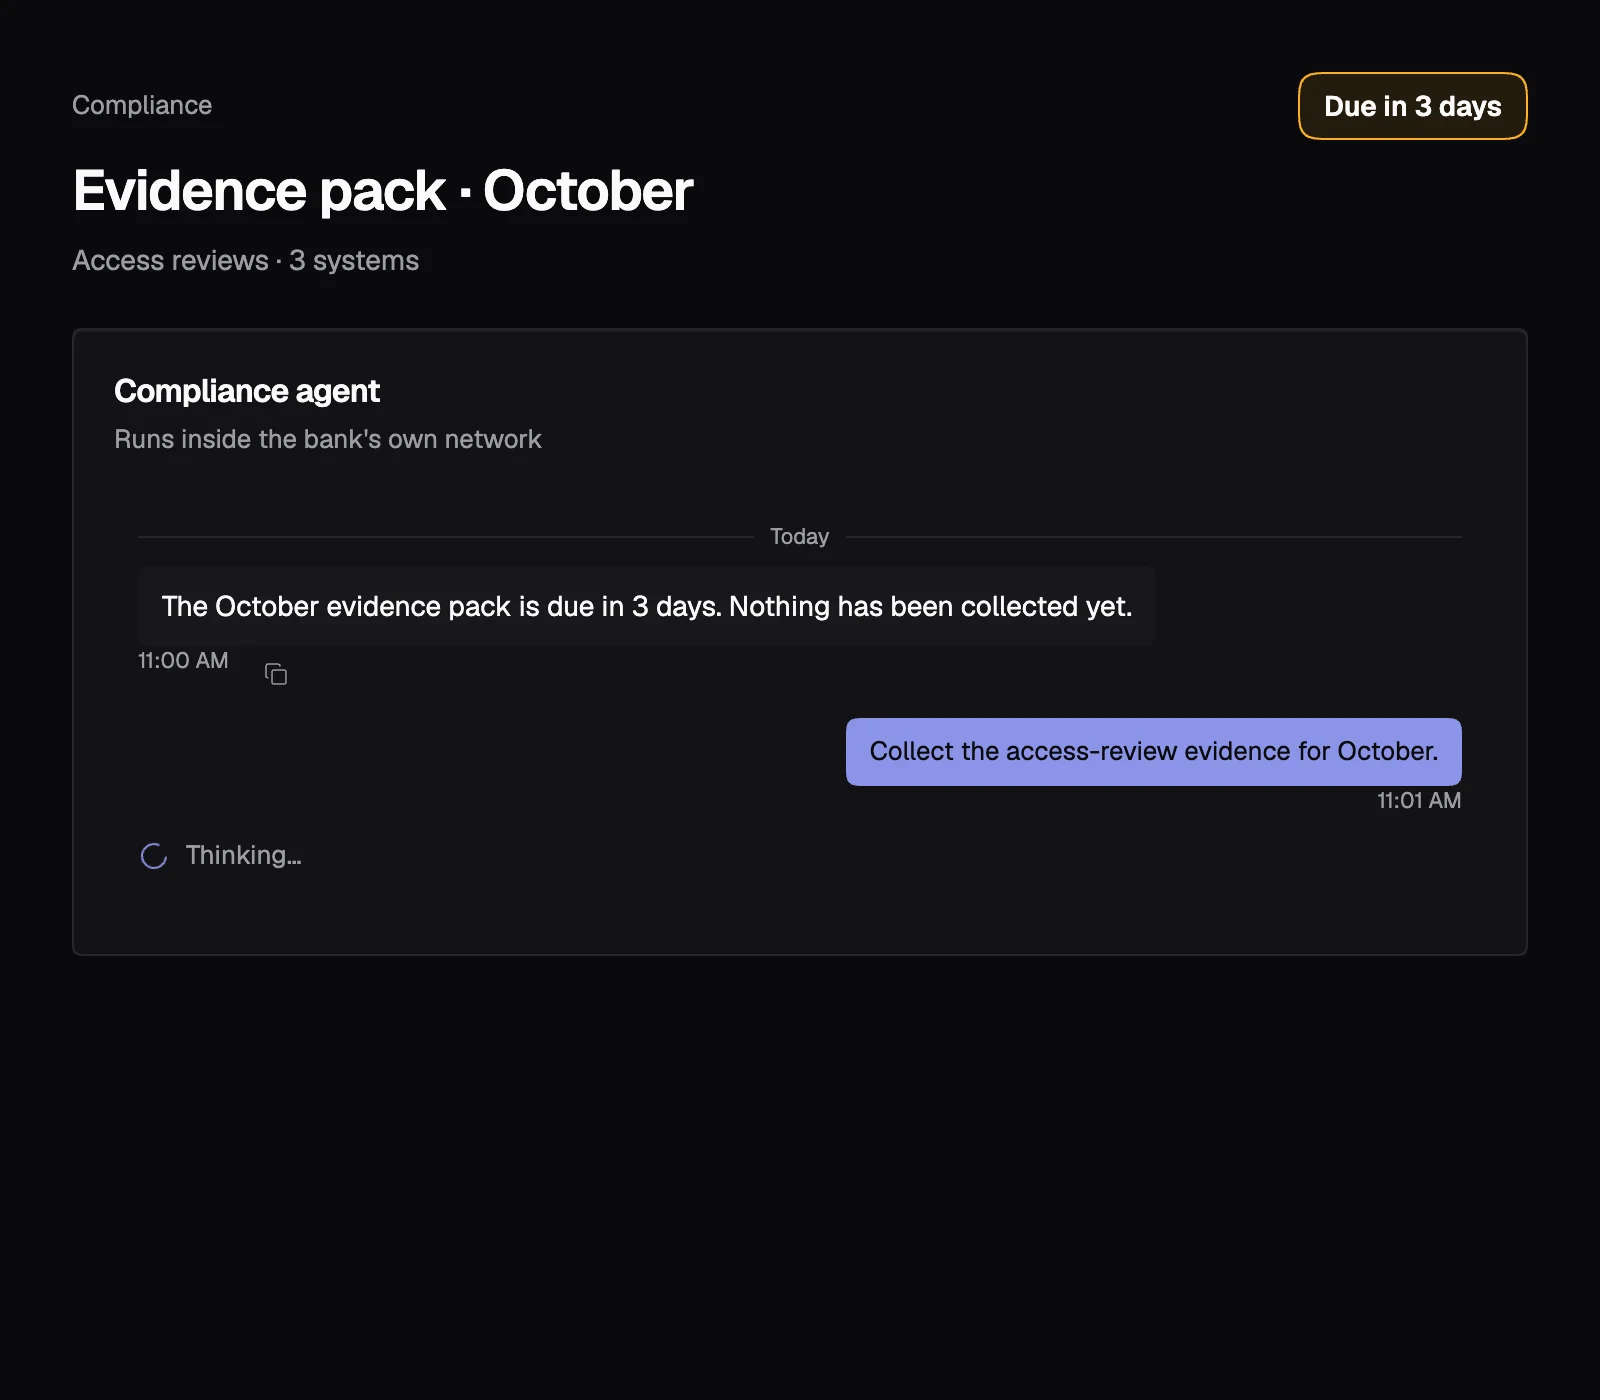 Compliance
Due in 3 days
Evidence pack · October
Access reviews · 3 systems
Compliance agent
Runs inside the bank's own network
Today
The October evidence pack is due in 3 days. Nothing has been collected yet.
11:00 AM
Collect the access-review evidence for October.
11:01 AM
Thinking...